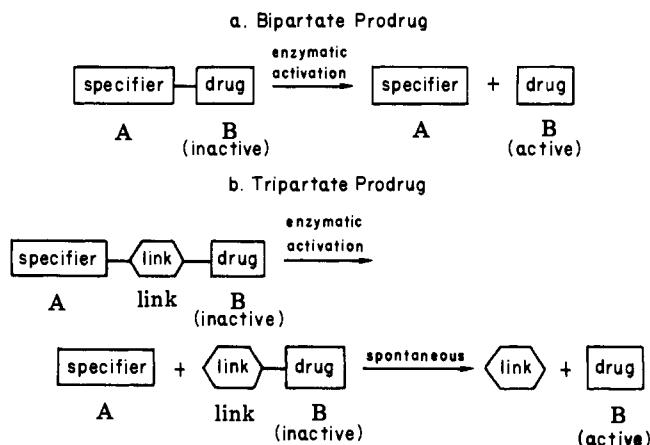 a. Bipartate Prodrug
enzymatic
activation
specifier drug specifier + drug
A B A B
(inactive) (active)
b. Tripartate Prodrug
enzymatic
activation
specifier link drug
A link B
(inactive)
specifier + link drug spontaneous link + drug
A link B B
(inactive) (active)